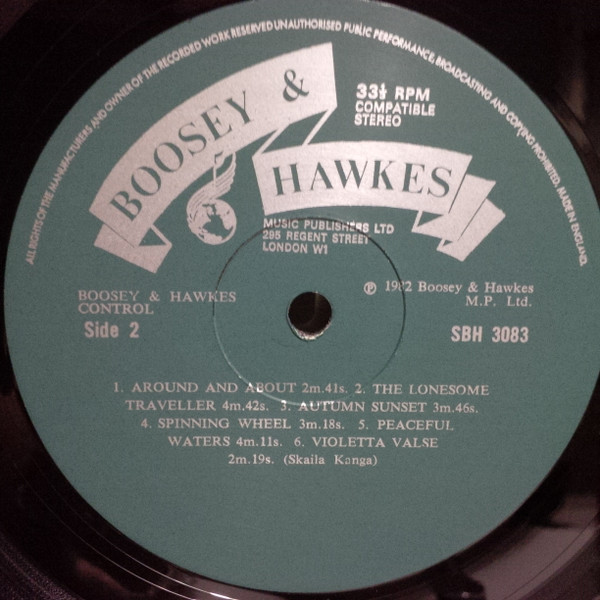 ALL RIGHTS OF THE MANUFACTURERS AND OWNER OF THE RECORDED WORK RESERVED UNAUTHORISED PUBLIC PERFORMANCE, BROADCASTING AND COPYING PROHIBITED. MADE IN ENGLAND.
BOOSEY &
HAWKES
33⅓ RPM
COMPATIBLE
STEREO
MUSIC PUBLISHERS LTD
295 REGENT STREET
LONDON W1
BOOSEY & HAWKES
CONTROL
Side 2
℗ 1982 Boosey & Hawkes
M.P. Ltd.
SBH 3083
1. AROUND AND ABOUT 2m.41s. 2. THE LONESOME
TRAVELLER 4m.42s. 3. AUTUMN SUNSET 3m.46s.
4. SPINNING WHEEL 3m.18s. 5. PEACEFUL
WATERS 4m.11s. 6. VIOLETTA VALSE
2m.19s. (Skaila Kanga)